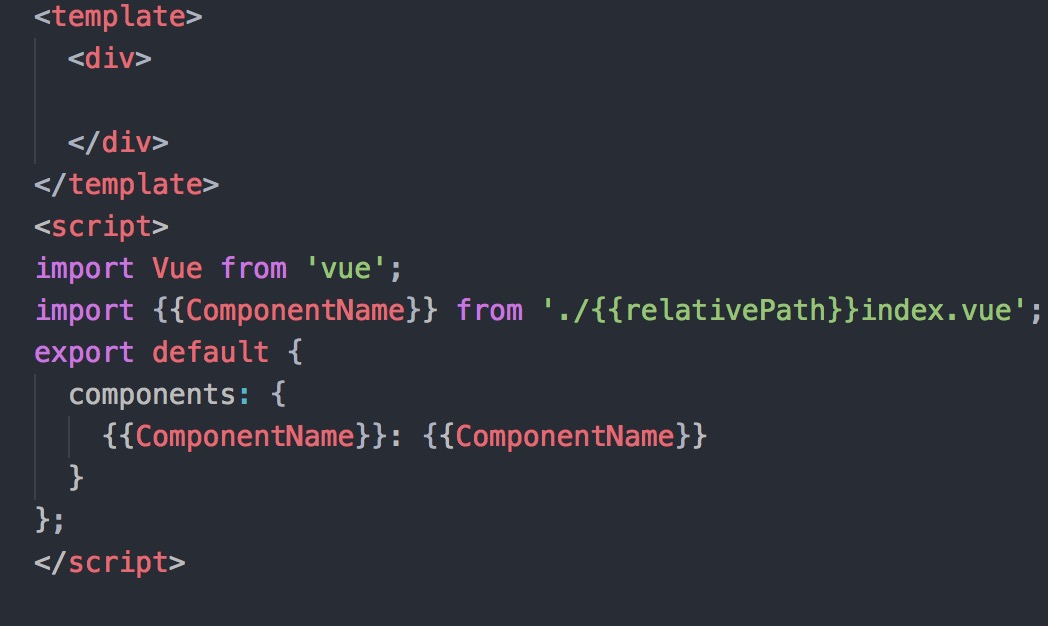 <template>
  <div>

  </div>
</template>
<script>
import Vue from 'vue';
import {{ComponentName}} from './{{relativePath}}index.vue';
export default {
  components: {
    {{ComponentName}}: {{ComponentName}}
  }
};
</script>